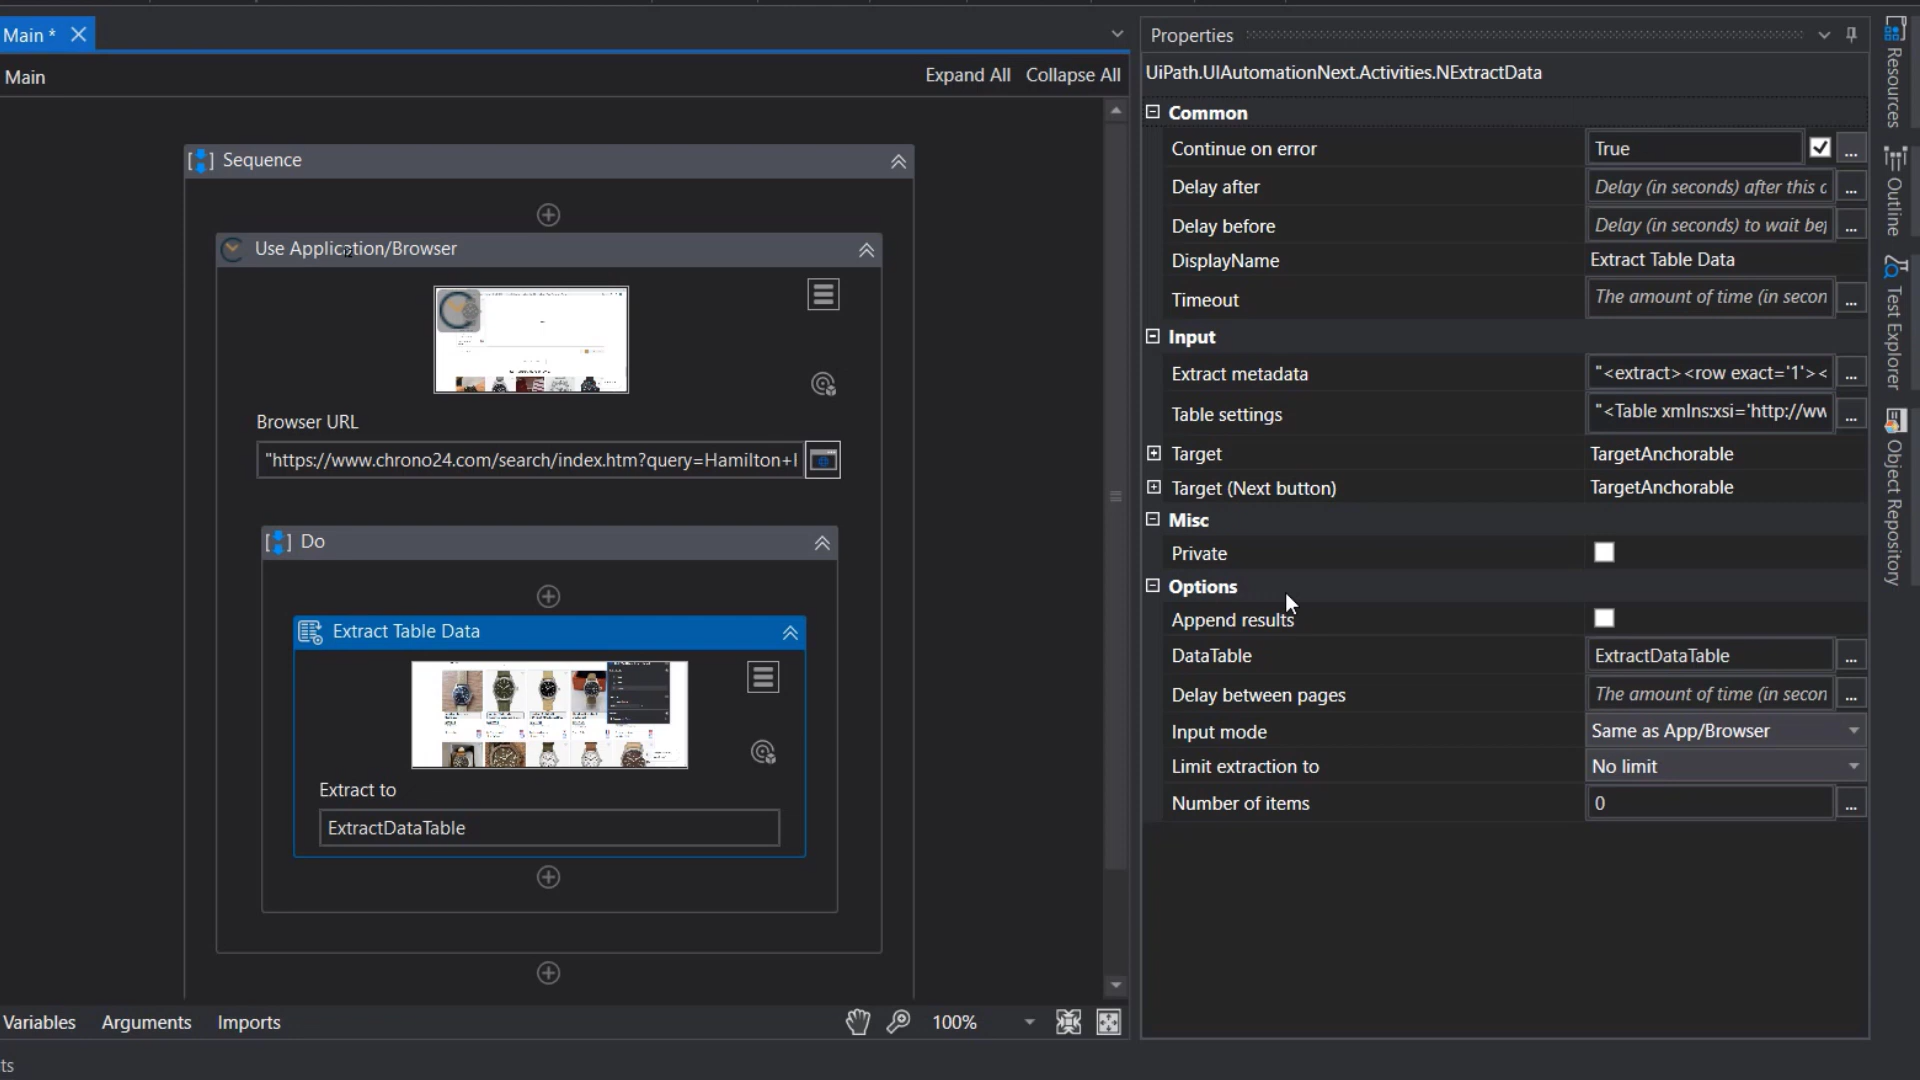 Main *
Main
Expand All
Collapse All
Sequence
Use Application/Browser
Browser URL
"https://www.chrono24.com/search/index.htm?query=Hamilton+I
Do
Extract Table Data
Extract to
ExtractDataTable
Variables
Arguments
Imports
100%
ts
Properties
UiPath.UIAutomationNext.Activities.NExtractData
Common
Continue on error
True
...
Delay after
Delay (in seconds) after this
...
Delay before
Delay (in seconds) to wait
...
DisplayName
Extract Table Data
Timeout
The amount of time (in secon
...
Input
Extract metadata
"<extract><row exact='1'><
...
Table settings
"<Table xmlns:xsi='http://ww
...
Target
TargetAnchorable
Target (Next button)
TargetAnchorable
Misc
Private
Options
Append results
DataTable
ExtractDataTable
...
Delay between pages
The amount of time (in secon
...
Input mode
Same as App/Browser
Limit extraction to
No limit
Number of items
0
...
Resources
Outline
Test Explorer
Object Repository